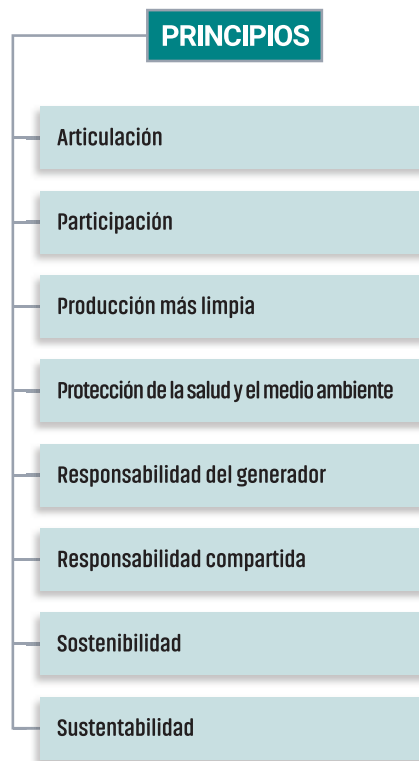 PRINCIPIOS
Articulación
Participación
Producción más limpia
Protección de la salud y el medio ambiente
Responsabilidad del generador
Responsabilidad compartida
Sostenibilidad
Sustentabilidad